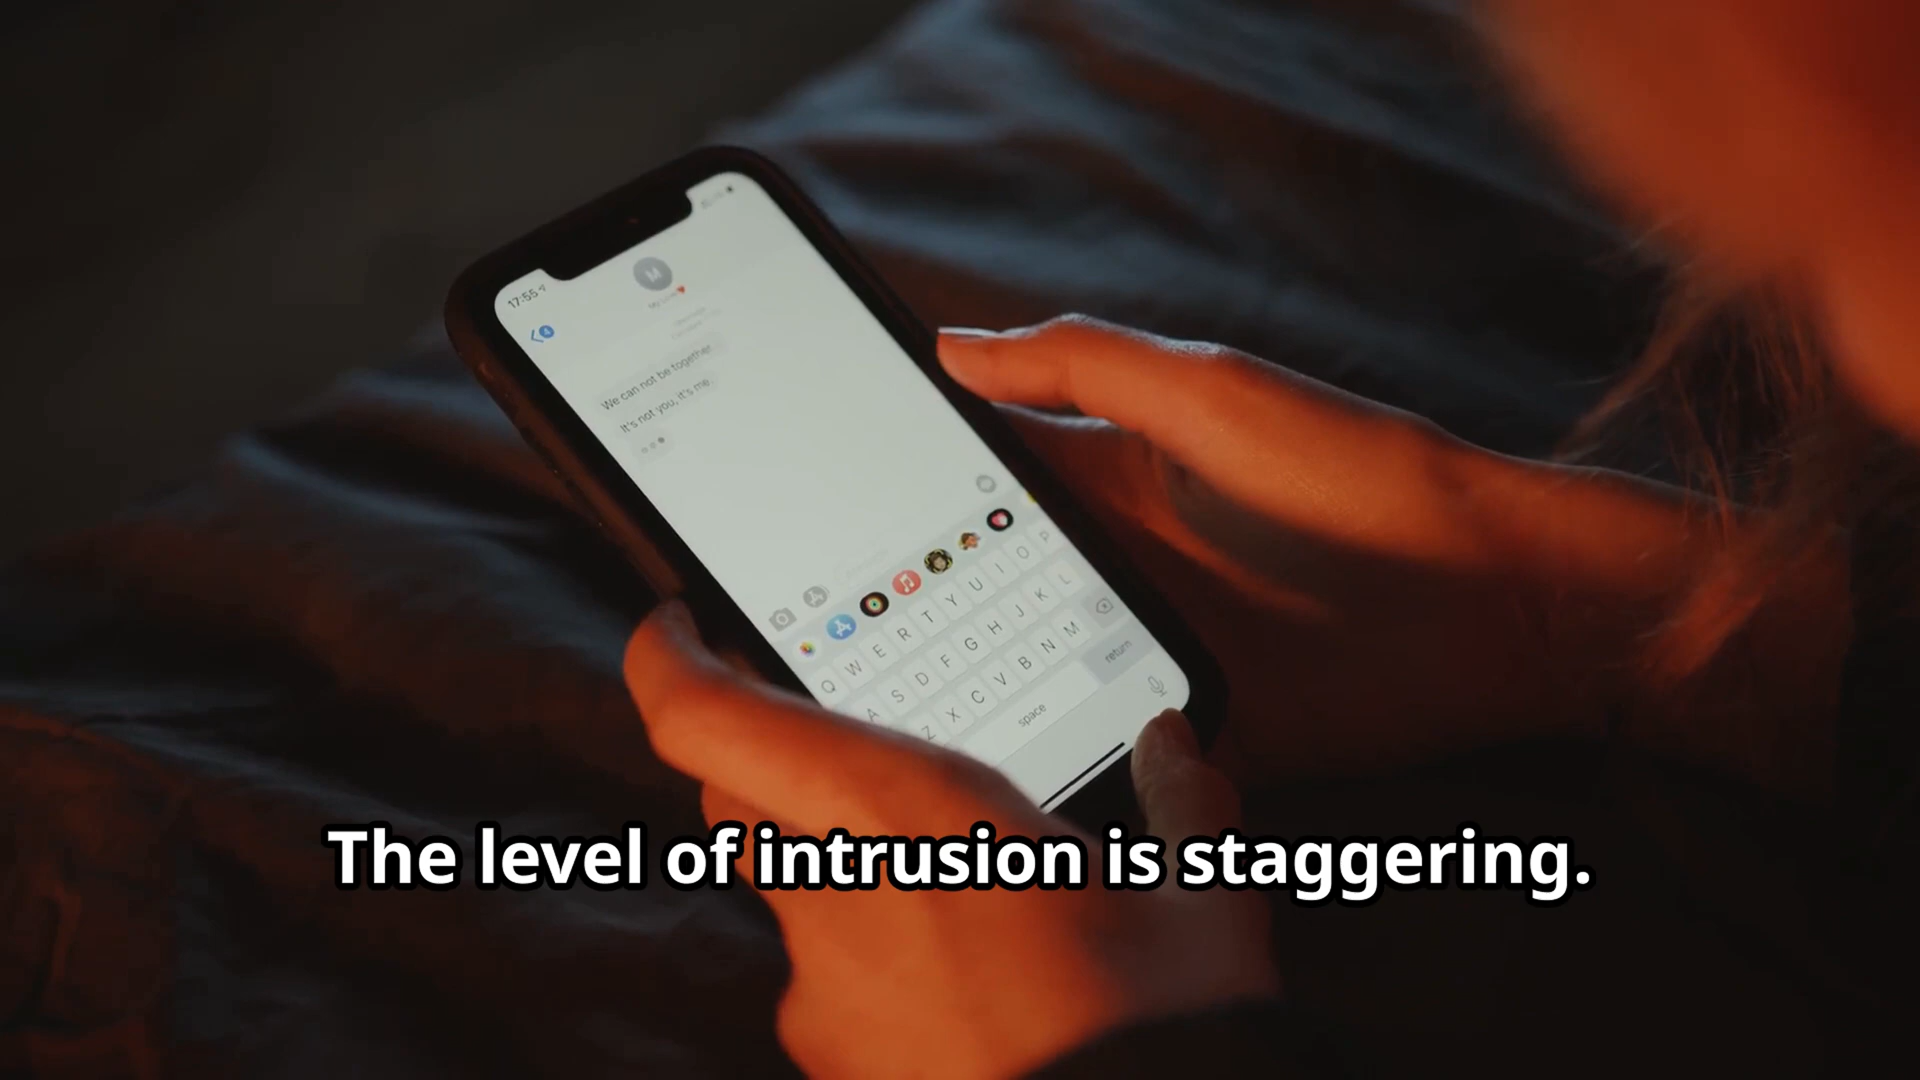 17:55
M
4
We can not be together
It's not you, it's me
Q W E R T Y U I O P
A S D F G H J K L
Z X C V B N M
space
return
The level of intrusion is staggering.